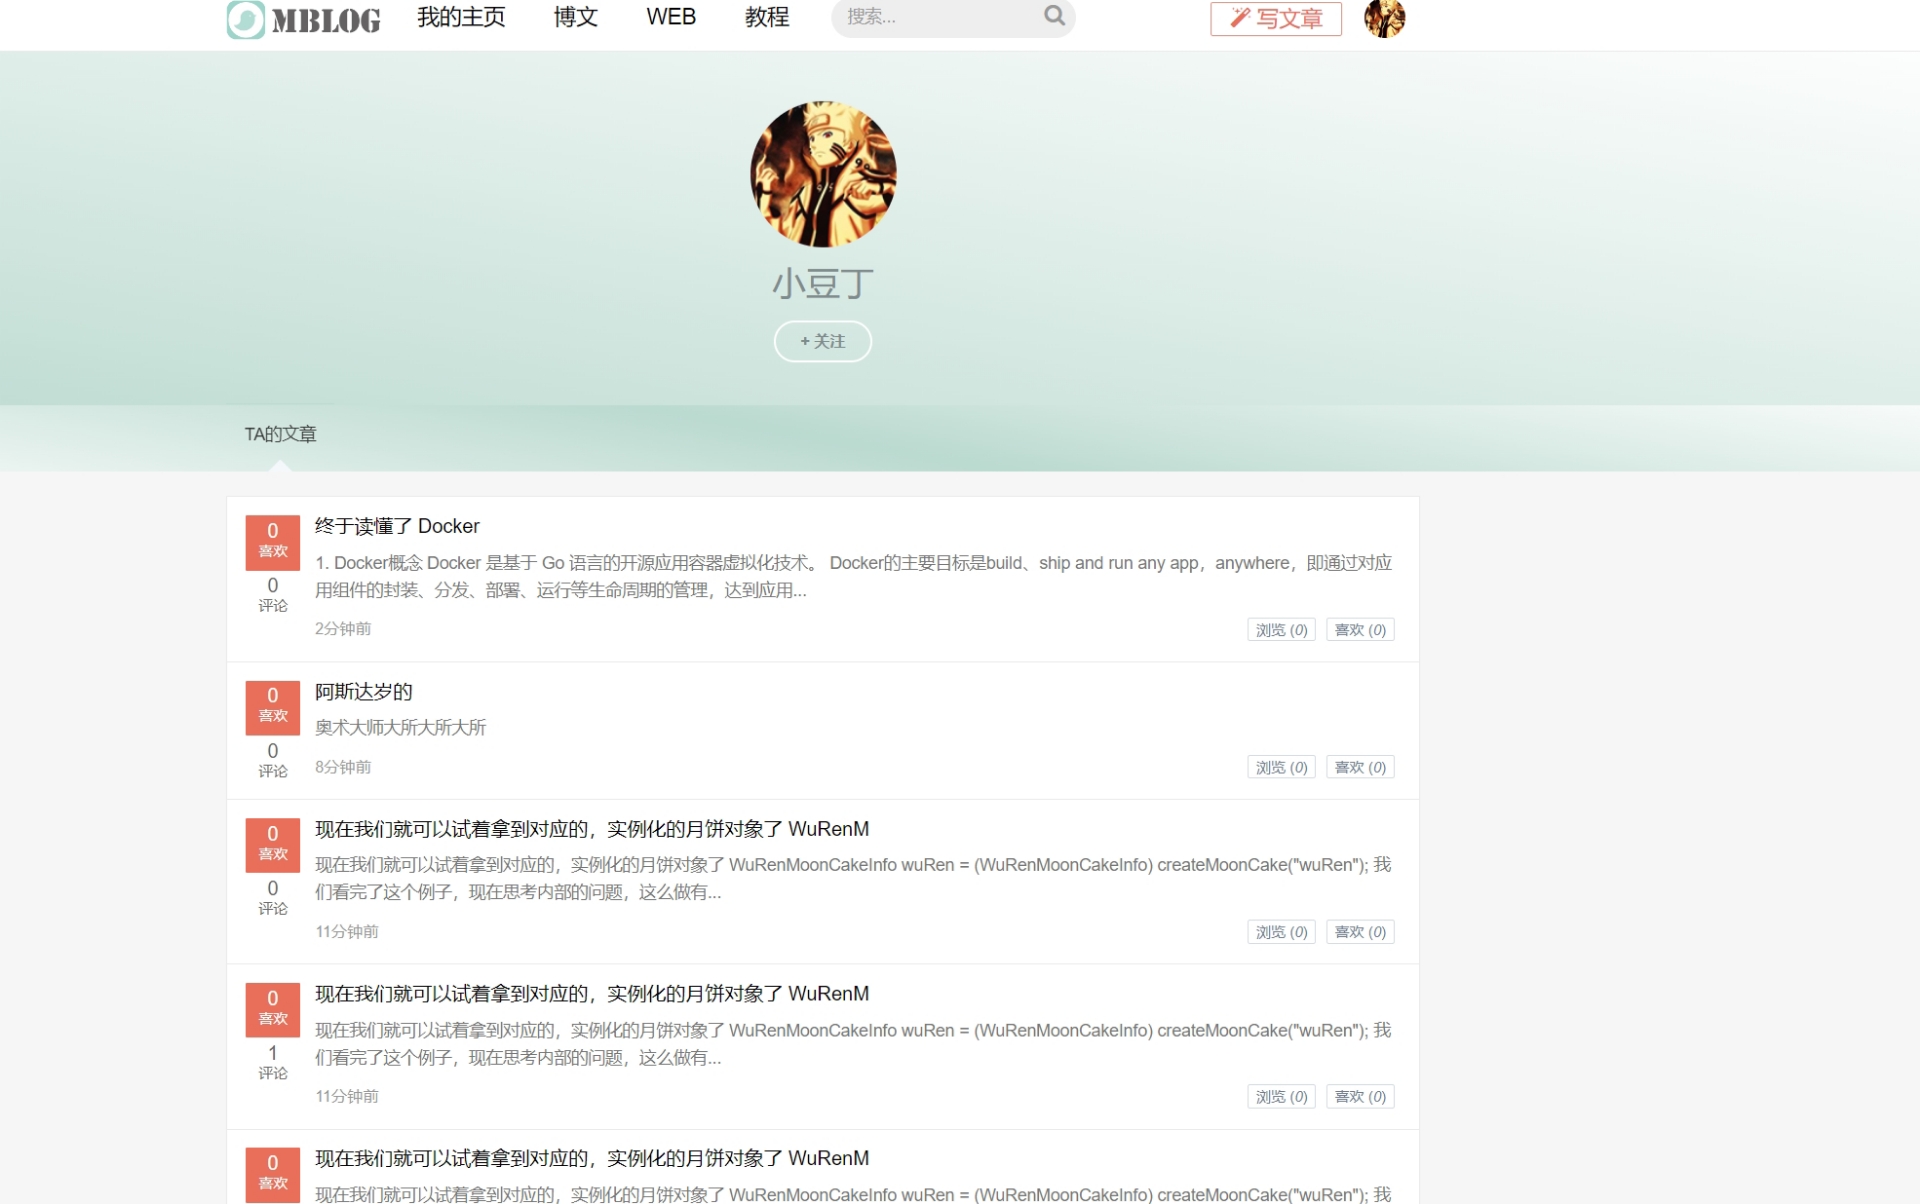 MBLOG 我的主页 博文 WEB 教程 搜索... 写文章
小豆丁
+ 关注
TA的文章
0
喜欢
0
评论
终于读懂了 Docker
1. Docker概念 Docker 是基于 Go 语言的开源应用容器虚拟化技术。 Docker的主要目标是build、ship and run any app，anywhere，即通过对应
用组件的封装、分发、部署、运行等生命周期的管理，达到应用...
2分钟前 浏览 (0) 喜欢 (0)
0
喜欢
0
评论
阿斯达岁的
奥术大师大所大所大所
8分钟前 浏览 (0) 喜欢 (0)
0
喜欢
0
评论
现在我们就可以试着拿到对应的，实例化的月饼对象了 WuRenM
现在我们就可以试着拿到对应的，实例化的月饼对象了 WuRenMoonCakeInfo wuRen = (WuRenMoonCakeInfo) createMoonCake("wuRen"); 我
们看完了这个例子，现在思考内部的问题，这么做有...
11分钟前 浏览 (0) 喜欢 (0)
0
喜欢
1
评论
现在我们就可以试着拿到对应的，实例化的月饼对象了 WuRenM
现在我们就可以试着拿到对应的，实例化的月饼对象了 WuRenMoonCakeInfo wuRen = (WuRenMoonCakeInfo) createMoonCake("wuRen"); 我
们看完了这个例子，现在思考内部的问题，这么做有...
11分钟前 浏览 (0) 喜欢 (0)
0
喜欢
现在我们就可以试着拿到对应的，实例化的月饼对象了 WuRenM
现在我们就可以试着拿到对应的，实例化的月饼对象了 WuRenMoonCakeInfo wuRen = (WuRenMoonCakeInfo) createMoonCake("wuRen"); 我